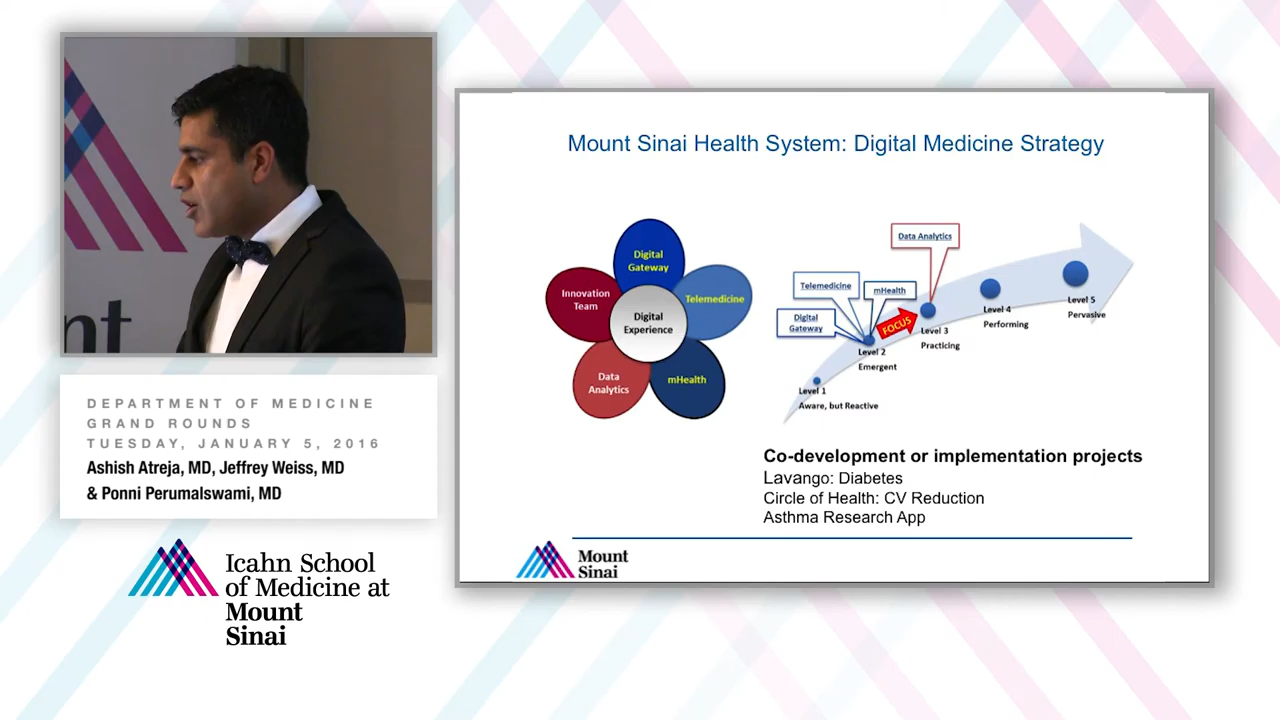 nt
DEPARTMENT OF MEDICINE
GRAND ROUNDS
TUESDAY, JANUARY 5, 2016
Ashish Atreja, MD, Jeffrey Weiss, MD
& Ponni Perumalswami, MD
Icahn School
of Medicine at
Mount
Sinai
Mount Sinai Health System: Digital Medicine Strategy
Digital
Gateway
Innovation
Team
Telemedicine
Digital
Experience
Data
Analytics
mHealth
Data Analytics
Telemedicine
mHealth
Digital
Gateway
FOCUS
Level 5
Pervasive
Level 4
Performing
Level 3
Practicing
Level 2
Emergent
Level 1
Aware, but Reactive
Co-development or implementation projects
Lavango: Diabetes
Circle of Health: CV Reduction
Asthma Research App
Mount
Sinai